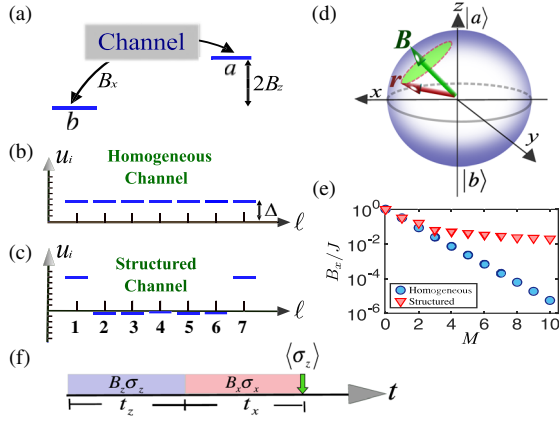 (a)
Channel
B_x
a
2B_z
b
(b)
u_i
Homogeneous
Channel
Δ
ℓ
(c)
u_i
Structured
Channel
1 2 3 4 5 6 7
ℓ
(d)
z
|a⟩
B
r
x
y
|b⟩
(e)
B_x/J
10^0
10^-2
10^-4
10^-6
Homogeneous
Structured
0 2 4 6 8 10
M
(f)
⟨σ_z⟩
B_zσ_z B_xσ_x
t
t_z t_x